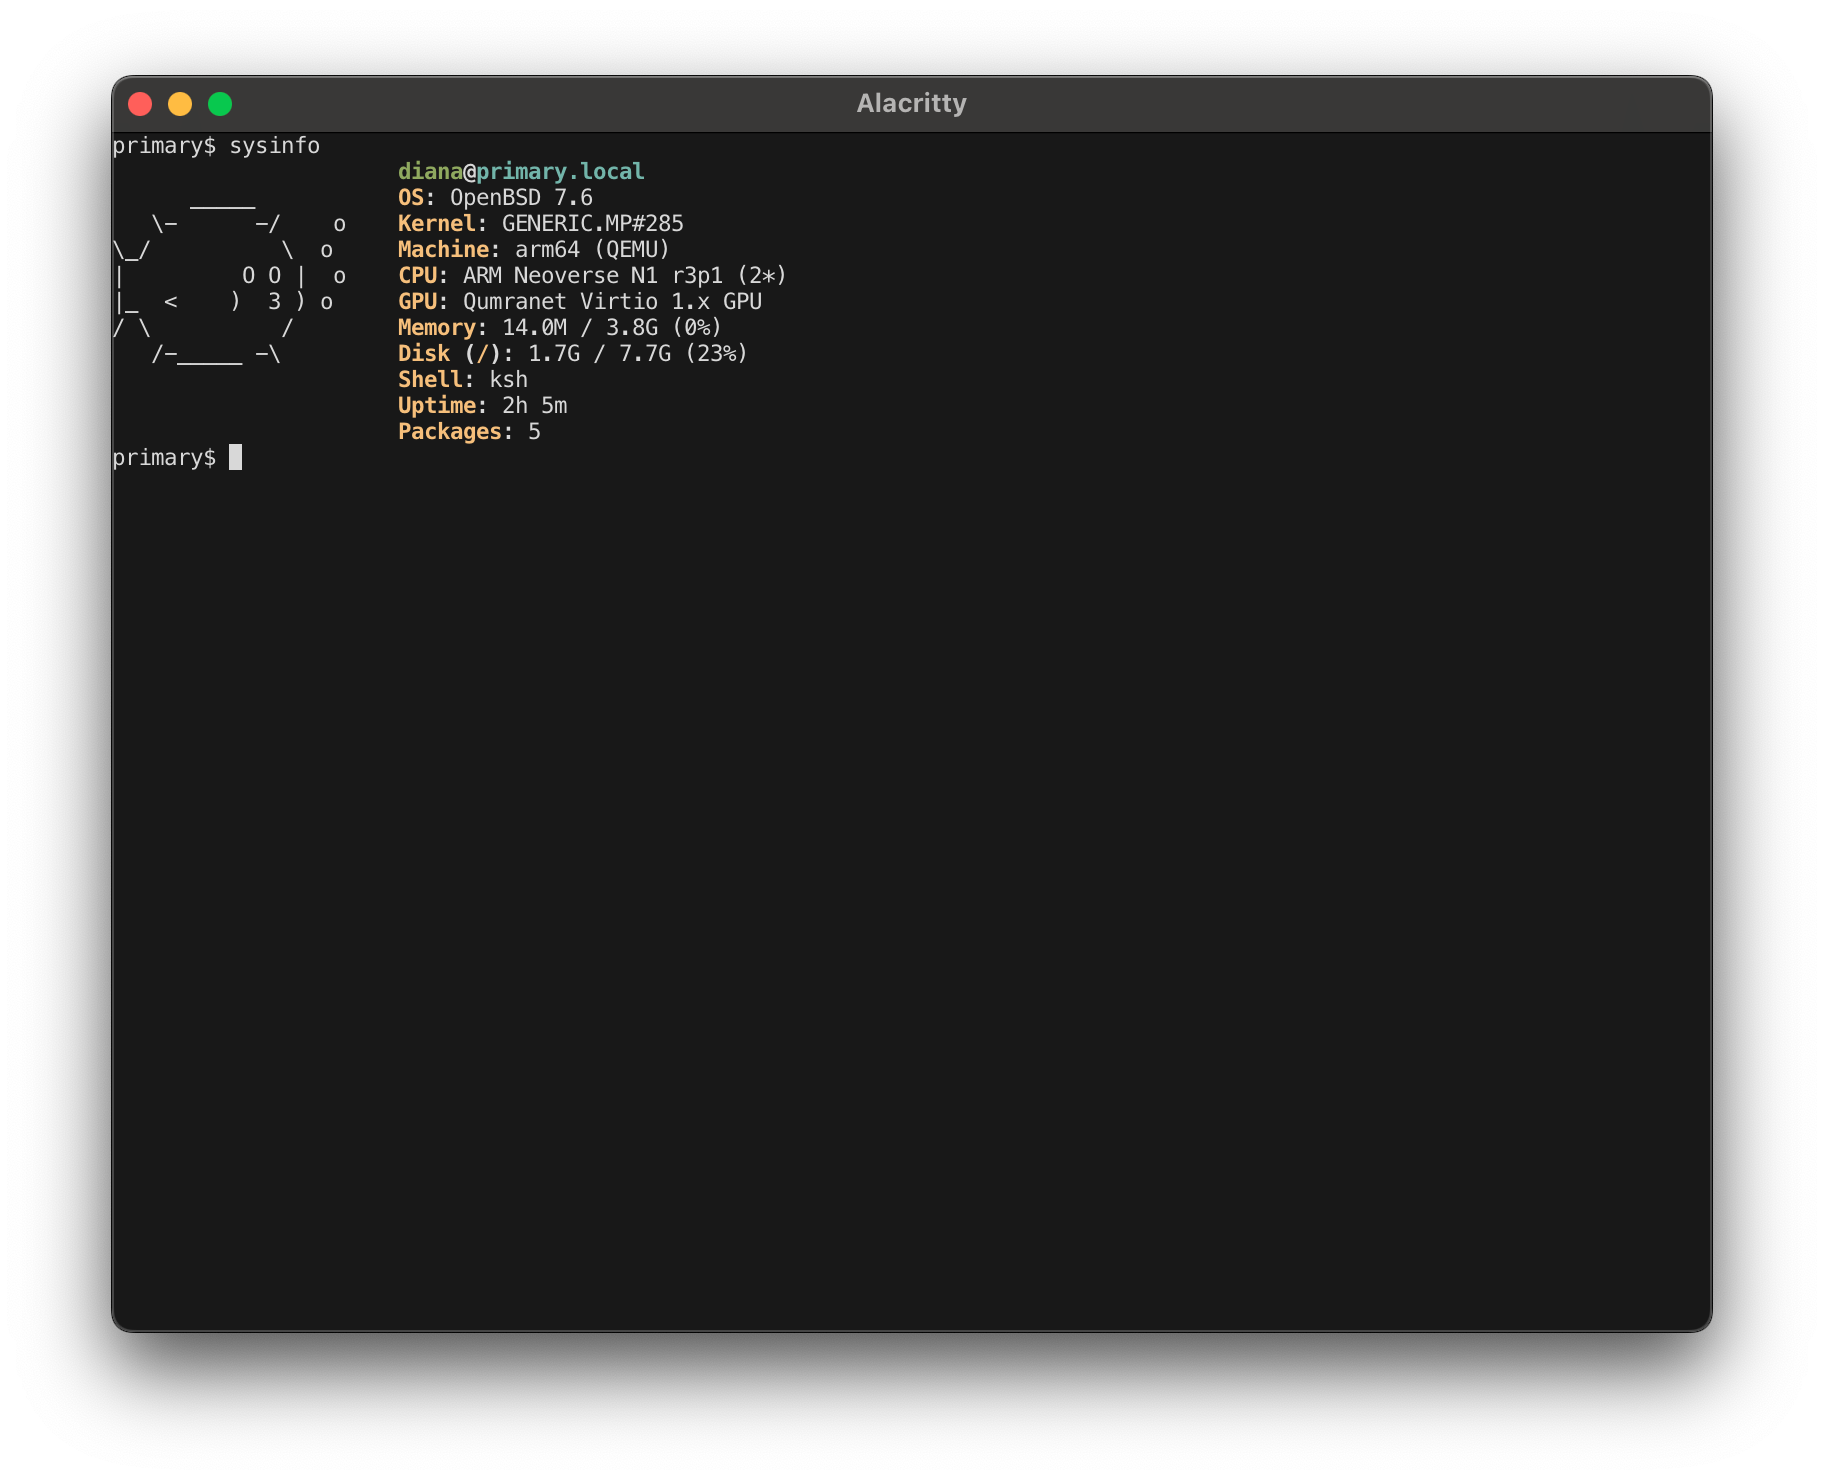 Alacritty
primary$ sysinfo
                      diana@primary.local
      _____           OS: OpenBSD 7.6
   \-      -/    o    Kernel: GENERIC.MP#285
\_/          \  o     Machine: arm64 (QEMU)
|         O O |  o    CPU: ARM Neoverse N1 r3p1 (2*)
|_  <    )  3 ) o     GPU: Qumranet Virtio 1.x GPU
/ \          /        Memory: 14.0M / 3.8G (0%)
   /-_____ -\         Disk (/): 1.7G / 7.7G (23%)
                      Shell: ksh
                      Uptime: 2h 5m
                      Packages: 5
primary$